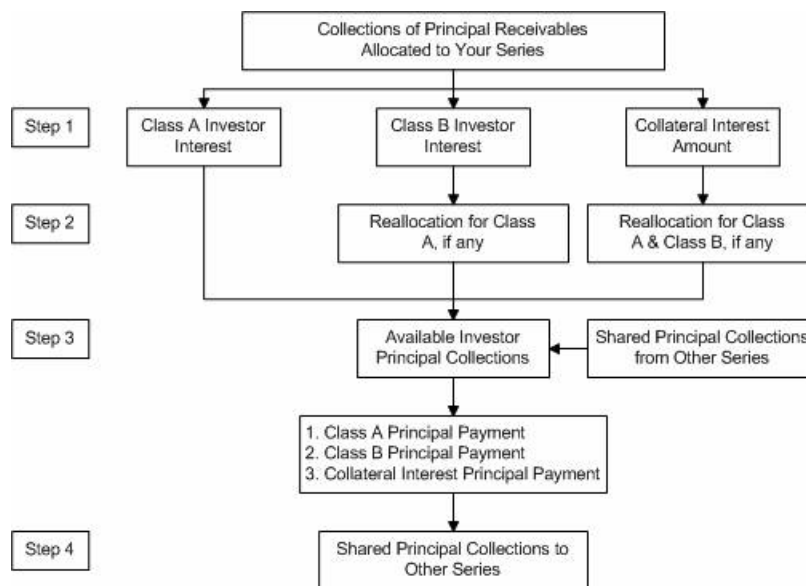 Collections of Principal Receivables
Allocated to Your Series
Step 1
Class A Investor
Interest
Class B Investor
Interest
Collateral Interest
Amount
Step 2
Reallocation for Class
A, if any
Reallocation for Class
A & Class B, if any
Step 3
Available Investor
Principal Collections
Shared Principal Collections
from Other Series
1. Class A Principal Payment
2. Class B Principal Payment
3. Collateral Interest Principal Payment
Step 4
Shared Principal Collections to
Other Series